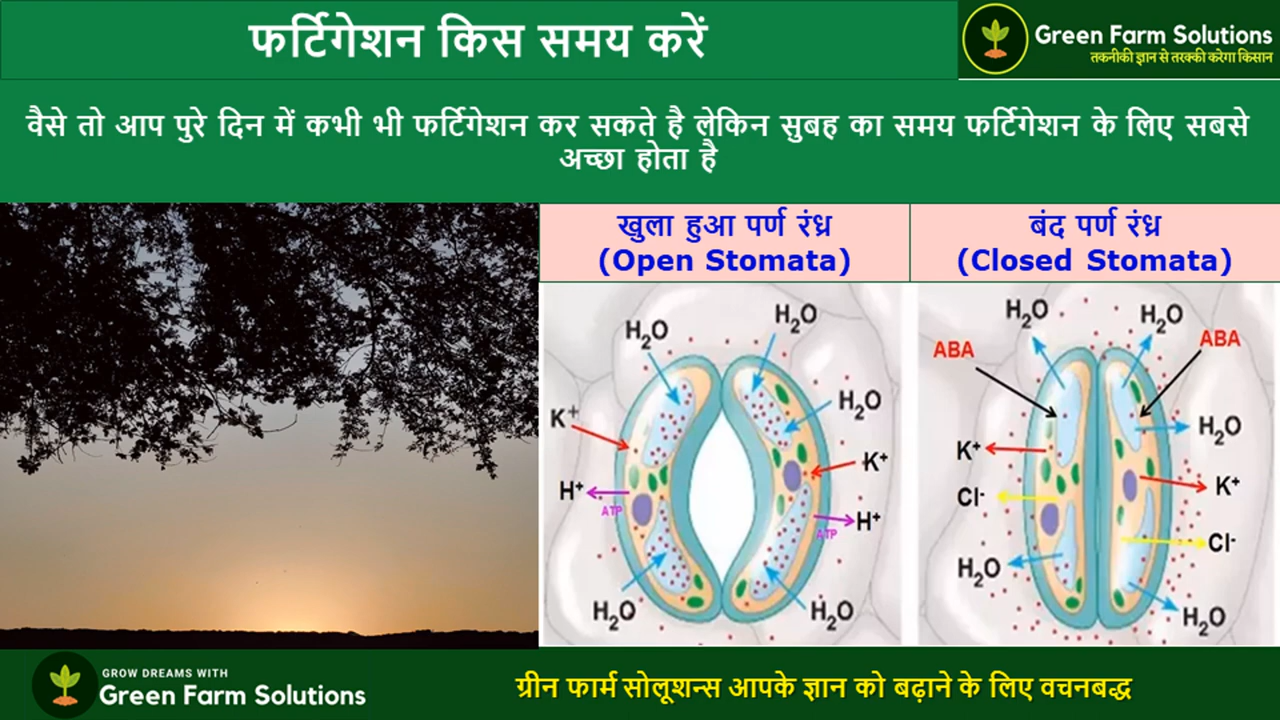 फर्टिगेशन किस समय करें
Green Farm Solutions
तकनीकी ज्ञान से तरक्की करेगा किसान
वैसे तो आप पुरे दिन में कभी भी फर्टिगेशन कर सकते है लेकिन सुबह का समय फर्टिगेशन के लिए सबसे
अच्छा होता है
खुला हुआ पर्ण रंध्र
(Open Stomata)
बंद पर्ण रंध्र
(Closed Stomata)
H₂O
H₂O
H₂O
K⁺
K⁺
H⁺
ATP
H⁺
ATP
H₂O
H₂O
H₂O
H₂O
ABA
ABA
H₂O
K⁺
K⁺
Cl⁻
Cl⁻
H₂O
H₂O
GROW DREAMS WITH
Green Farm Solutions
ग्रीन फार्म सोलूशन्स आपके ज्ञान को बढ़ाने के लिए वचनबद्ध